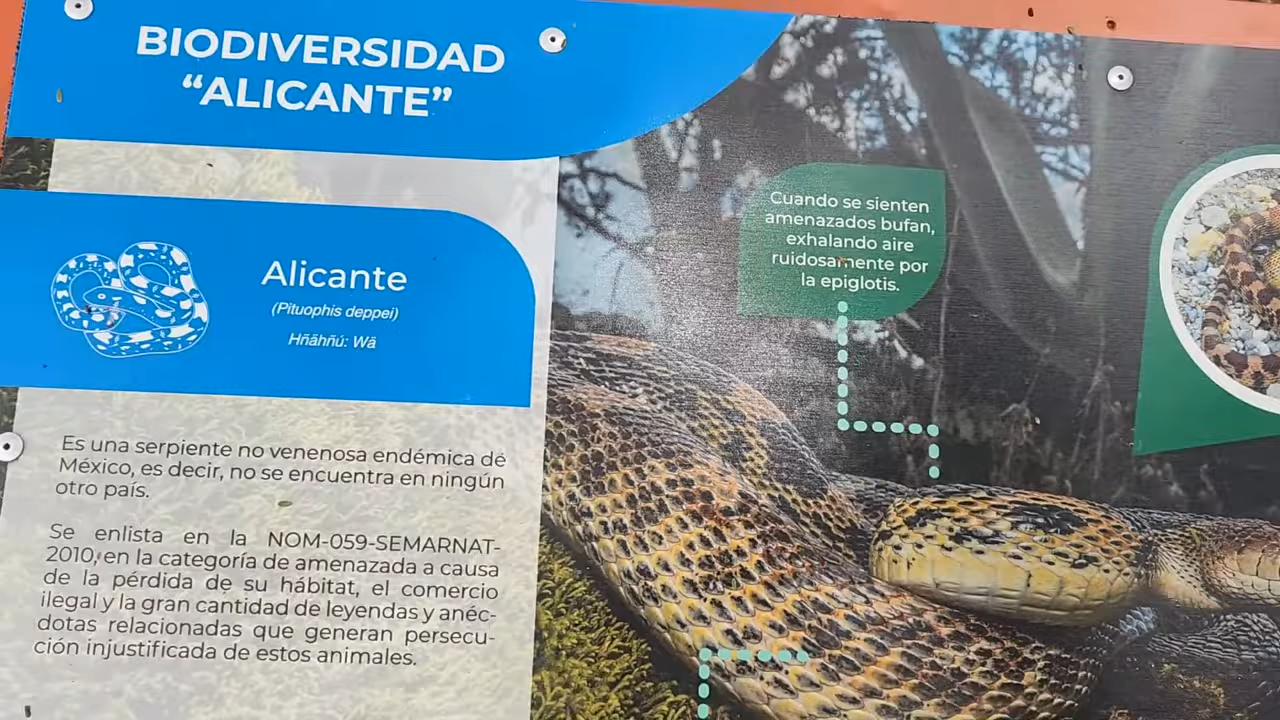 BIODIVERSIDAD
“ALICANTE”
Alicante
(Pituophis deppei)
Hñähñú: Wä
Es una serpiente no venenosa endémica de
México, es decir, no se encuentra en ningún
otro país.
Se enlista en la NOM-059-SEMARNAT-
2010, en la categoría de amenazada a causa
de la pérdida de su hábitat, el comercio
ilegal y la gran cantidad de leyendas y anéc-
dotas relacionadas que generan persecu-
ción injustificada de estos animales.
Cuando se sienten
amenazados bufan,
exhalando aire
ruidosamente por
la epiglotis.